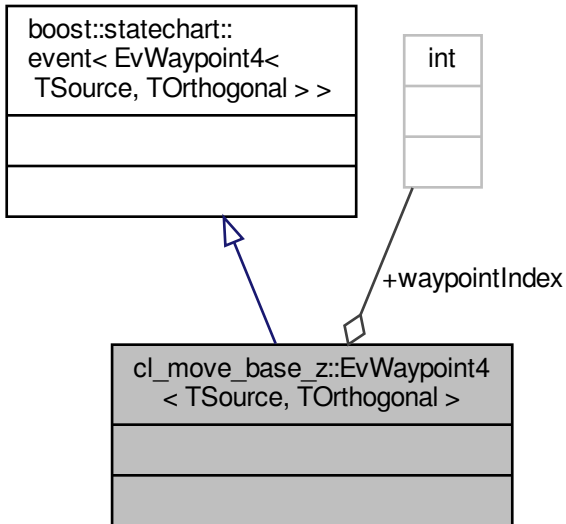 boost::statechart::
event< EvWaypoint4<
TSource, TOrthogonal > >
int
+waypointIndex
cl_move_base_z::EvWaypoint4
< TSource, TOrthogonal >